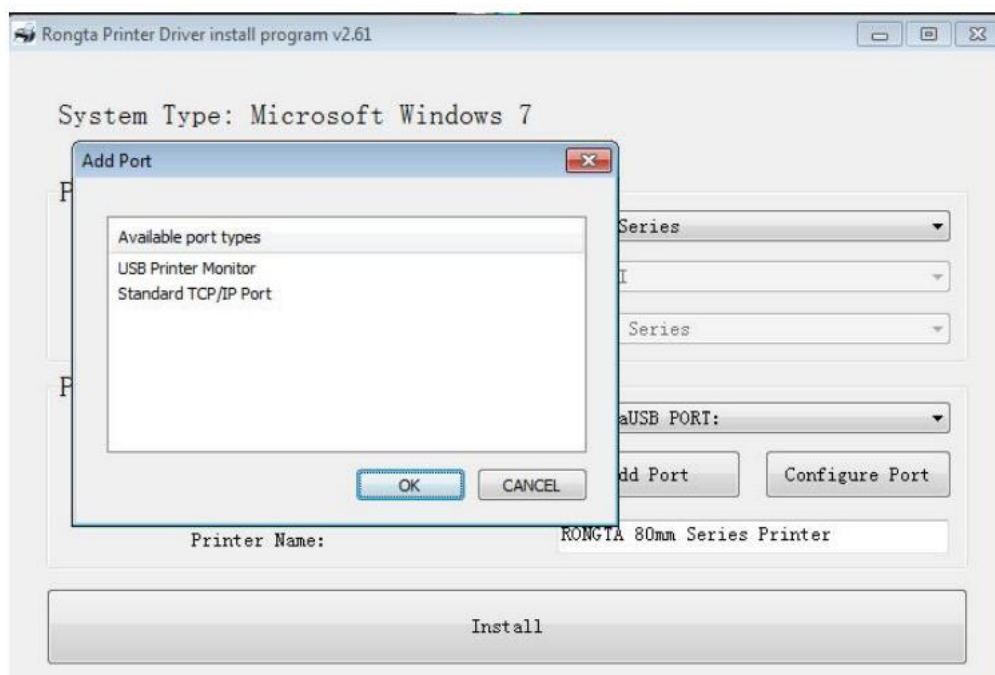 Rongta Printer Driver install program v2.61
System Type: Microsoft Windows 7
Add Port
Available port types
USB Printer Monitor
Standard TCP/IP Port
OK
CANCEL
Series
Series
USB PORT:
Port
Configure Port
Printer Name:
RONGTA 80mm Series Printer
Install